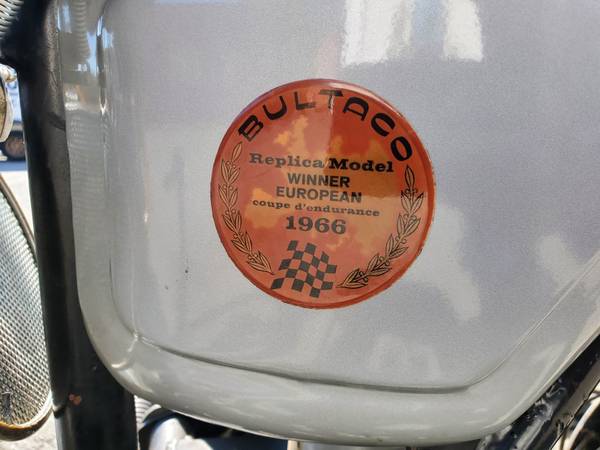 BULTACO
Replica/Model
WINNER
EUROPEAN
coupe d'endurance
1966